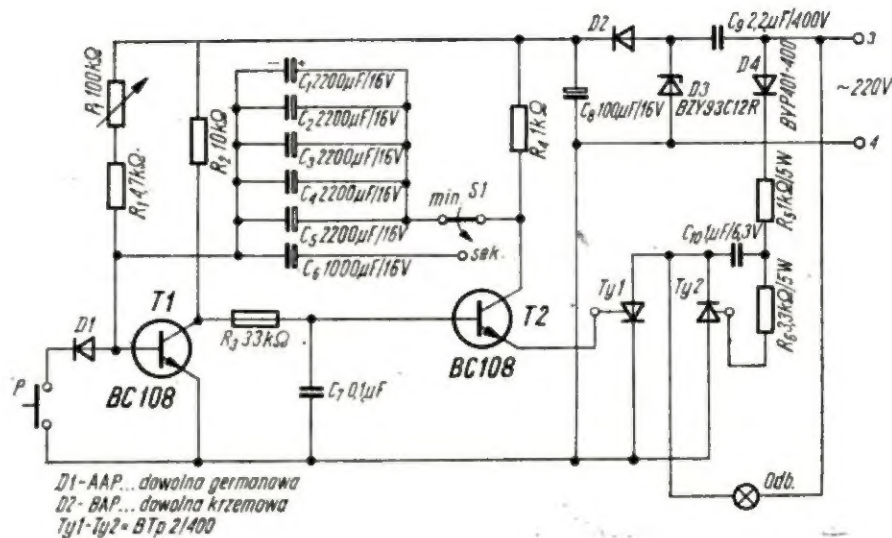 D2
C9 2,2µF/400V
3
P1 100kΩ
C1 2200µF/16V
D4
BYP401-400
D3
~220V
C2 2200µF/16V
R2 10kΩ
C8 100µF/16V
BZY93C12R
R4 1kΩ
4
C3 2200µF/16V
R1 4,7kΩ
C4 2200µF/16V
min. S1
R5 1kΩ/5W
C5 2200µF/16V
C10 1µF/6,3V
C6 1000µF/16V
sek.
Ty1
Ty2
R6 3,3kΩ/5W
T1
D1
T2
R3 33kΩ
P
BC108
BC108
C7 0,1µF
D1-AAP... dowolna germanowa
D2- BAP... dowolna krzemowa
Ty1-Ty2= BTp 2/400
Odb.